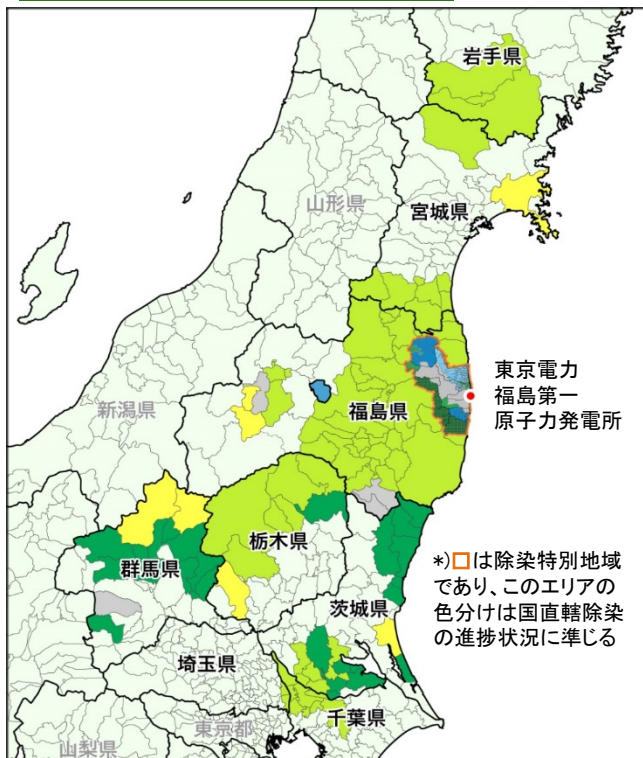 岩手県
山形県
宮城県
新潟県
福島県
東京電力
福島第一
原子力発電所
栃木県
群馬県
茨城県
*)□は除染特別地域
であり、このエリアの
色分けは国直轄除染
の進捗状況に準じる
埼玉県
東京都
千葉県
山梨県